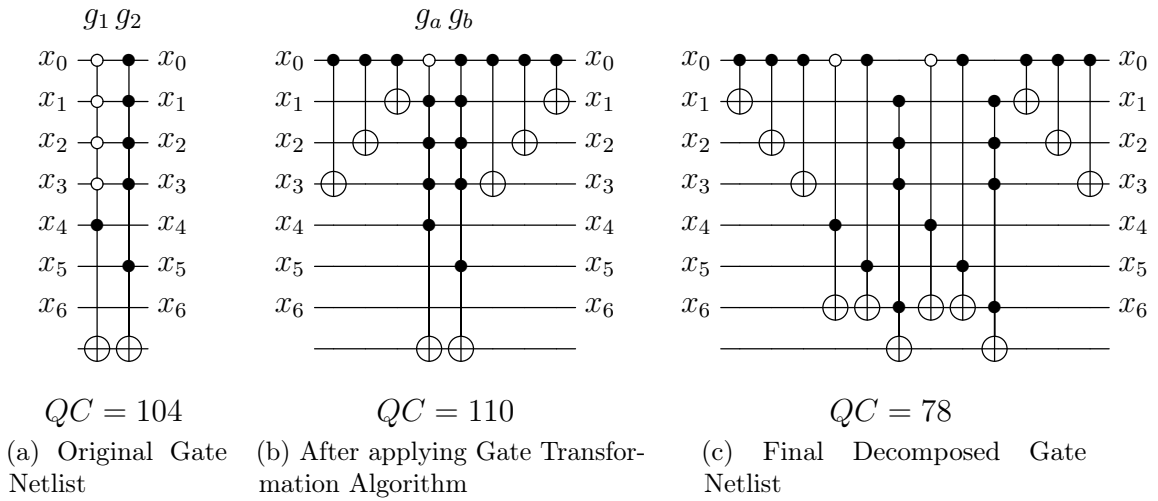 g1 g2
ga gb
x0 x0 x0 x0 x0 x0
x1 x1 x1 x1 x1 x1
x2 x2 x2 x2 x2 x2
x3 x3 x3 x3 x3 x3
x4 x4 x4 x4 x4 x4
x5 x5 x5 x5 x5 x5
x6 x6 x6 x6 x6 x6
QC = 104
QC = 110
QC = 78
(a) Original Gate
Netlist
(b) After applying Gate Transfor-
mation Algorithm
(c) Final Decomposed Gate
Netlist